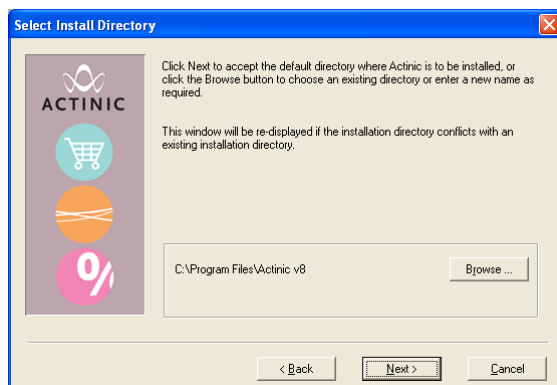 Select Install Directory
Click Next to accept the default directory where Actinic is to be installed, or
click the Browse button to choose an existing directory or enter a new name as
required.
This window will be re-displayed if the installation directory conflicts with an
existing installation directory.
ACTINIC
%
C:\Program Files\Actinic v8
Browse ...
< Back
Next >
Cancel